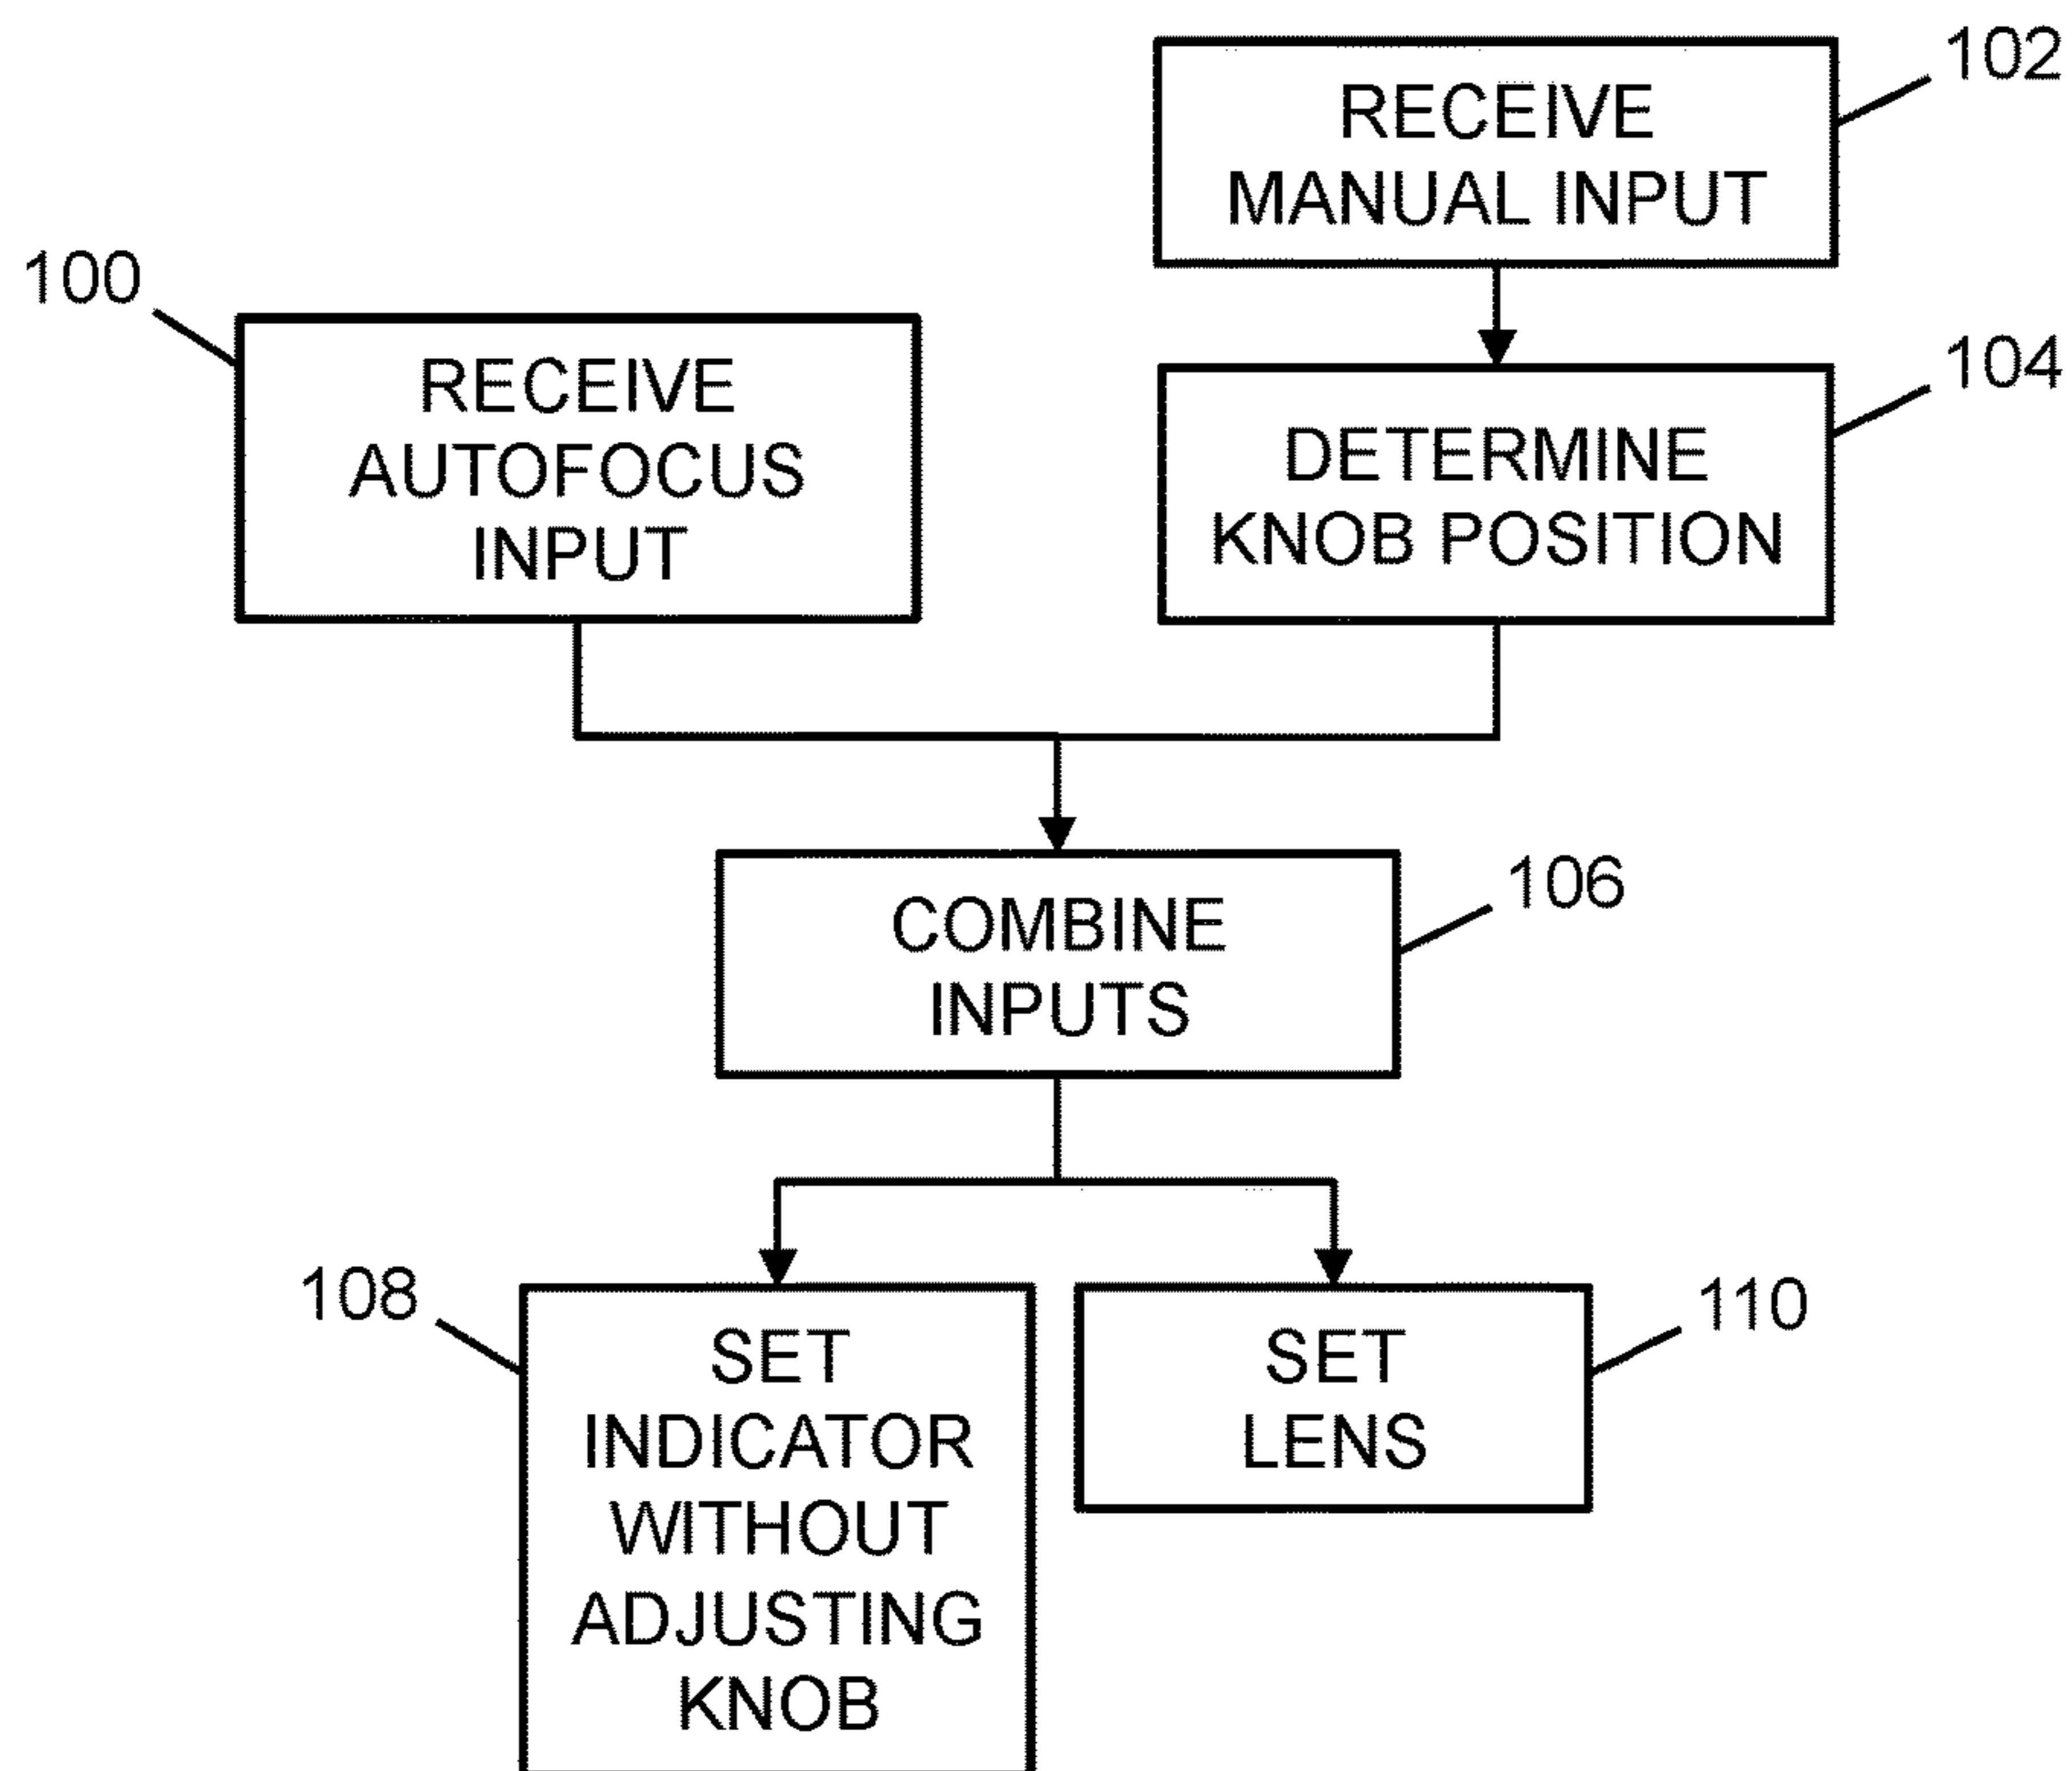 102
RECEIVE
MANUAL INPUT
100
RECEIVE
AUTOFOCUS
INPUT
104
DETERMINE
KNOB POSITION
106
COMBINE
INPUTS
108
SET
INDICATOR
WITHOUT
ADJUSTING
KNOB
110
SET
LENS